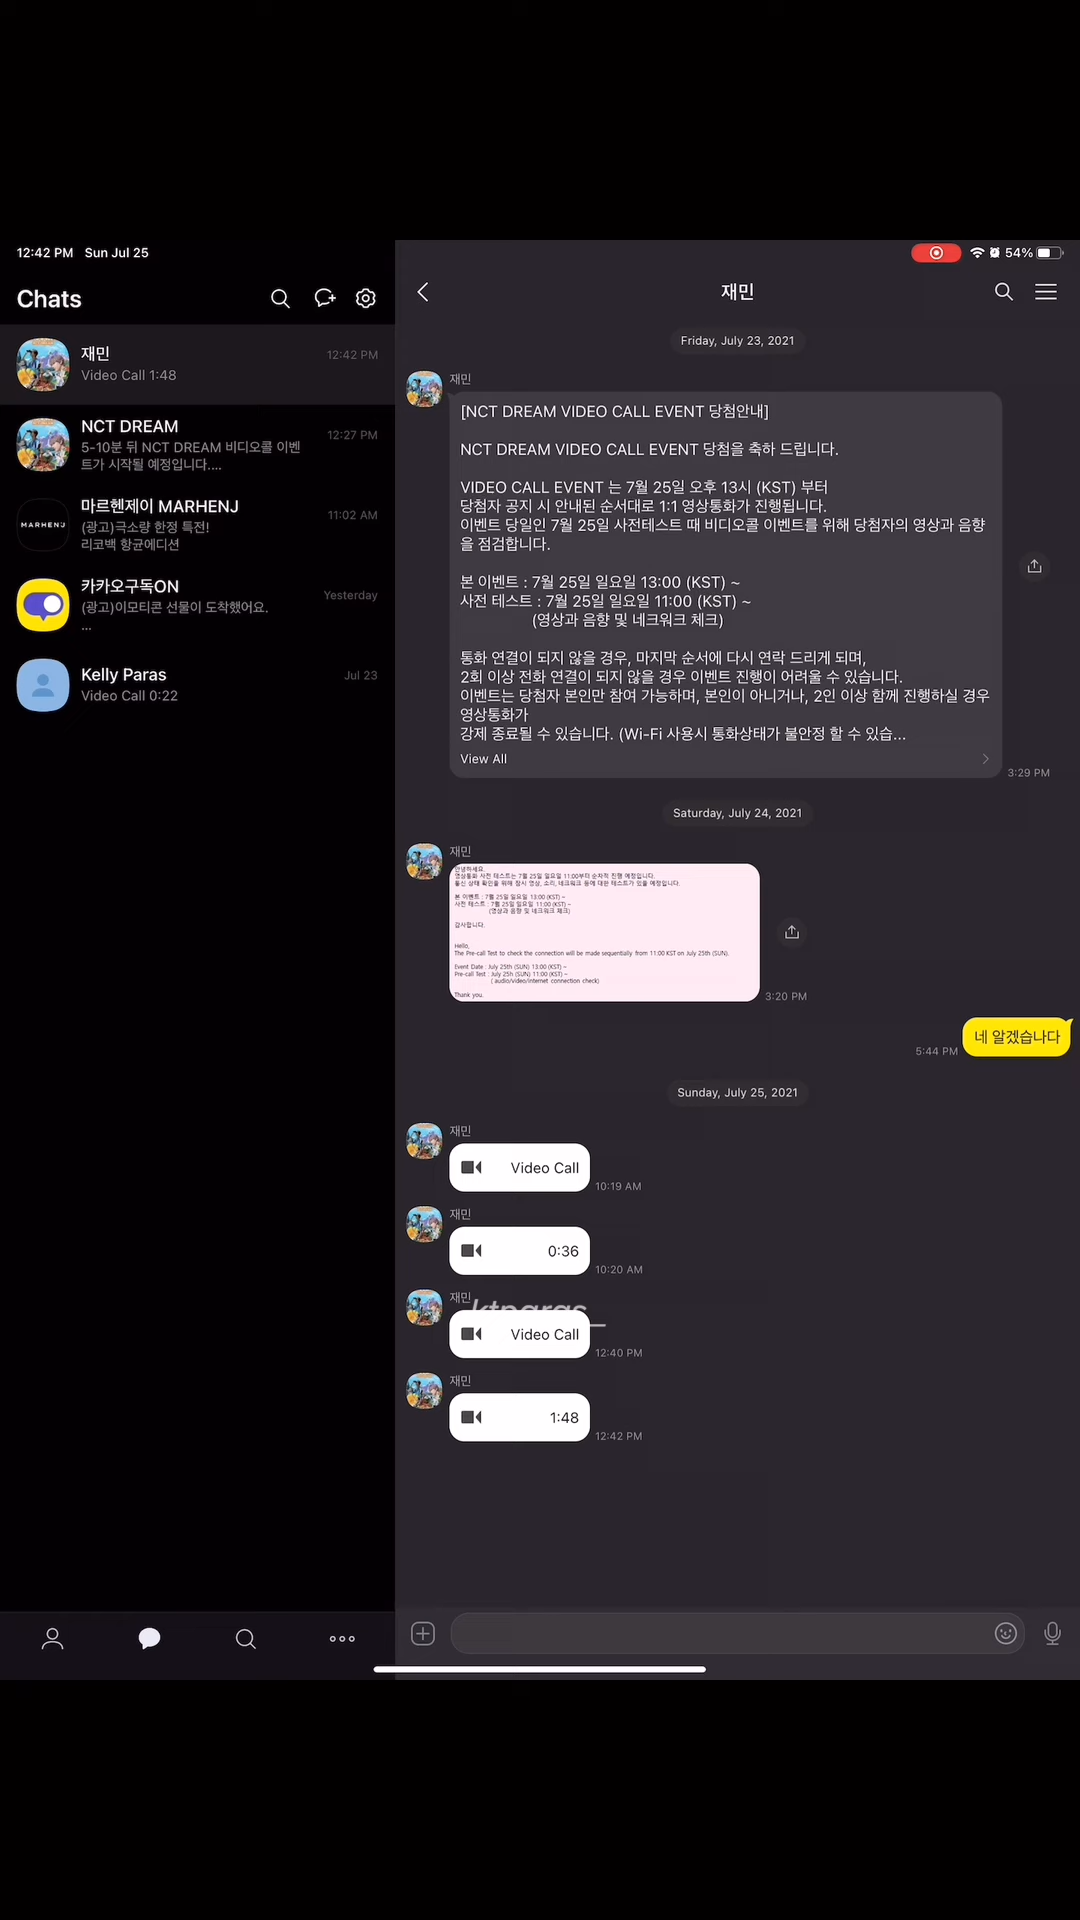 12:42 PM Sun Jul 25
54%
Chats
재민
12:42 PM
Video Call 1:48
NCT DREAM
12:27 PM
5-10분 뒤 NCT DREAM 비디오콜 이벤
트가 시작될 예정입니다....
마르헨제이 MARHENJ
11:02 AM
MARHENJ
(광고)극소량 한정 특전!
리코백 항균에디션
카카오구독ON
Yesterday
(광고)이모티콘 선물이 도착했어요.
...
Kelly Paras
Jul 23
Video Call 0:22
재민
Friday, July 23, 2021
재민
[NCT DREAM VIDEO CALL EVENT 당첨안내]
NCT DREAM VIDEO CALL EVENT 당첨을 축하 드립니다.
VIDEO CALL EVENT 는 7월 25일 오후 13시 (KST) 부터
당첨자 공지 시 안내된 순서대로 1:1 영상통화가 진행됩니다.
이벤트 당일인 7월 25일 사전테스트 때 비디오콜 이벤트를 위해 당첨자의 영상과 음향
을 점검합니다.
본 이벤트 : 7월 25일 일요일 13:00 (KST) ~
사전 테스트 : 7월 25일 일요일 11:00 (KST) ~
(영상과 음향 및 네크워크 체크)
통화 연결이 되지 않을 경우, 마지막 순서에 다시 연락 드리게 되며,
2회 이상 전화 연결이 되지 않을 경우 이벤트 진행이 어려울 수 있습니다.
이벤트는 당첨자 본인만 참여 가능하며, 본인이 아니거나, 2인 이상 함께 진행하실 경우
영상통화가
강제 종료될 수 있습니다. (Wi-Fi 사용시 통화상태가 불안정 할 수 있습...
View All
3:29 PM
Saturday, July 24, 2021
재민
안녕하세요.
영상통화 사전 테스트는 7월 25일 일요일 11:00부터 순차적 진행 예정입니다.
통신 상태 확인을 위해 잠시 영상, 소리, 네크워크 등에 대한 테스트가 있을 예정입니다.
본 이벤트 : 7월 25일 일요일 13:00 (KST) ~
사전 테스트 : 7월 25일 일요일 11:00 (KST) ~
(영상과 음향 및 네크워크 체크)
감사합니다.
Hello,
The Pre-call Test to check the connection will be made sequentially from 11:00 KST on July 25th (SUN).
Event Date : July 25th (SUN) 13:00 (KST) ~
Pre-call Test : July 25h (SUN) 11:00 (KST) ~
( audio/video/internet connection check)
Thank you.
3:20 PM
네 알겠습나다
5:44 PM
Sunday, July 25, 2021
재민
Video Call
10:19 AM
재민
0:36
10:20 AM
재민
ktparas_
Video Call
12:40 PM
재민
1:48
12:42 PM